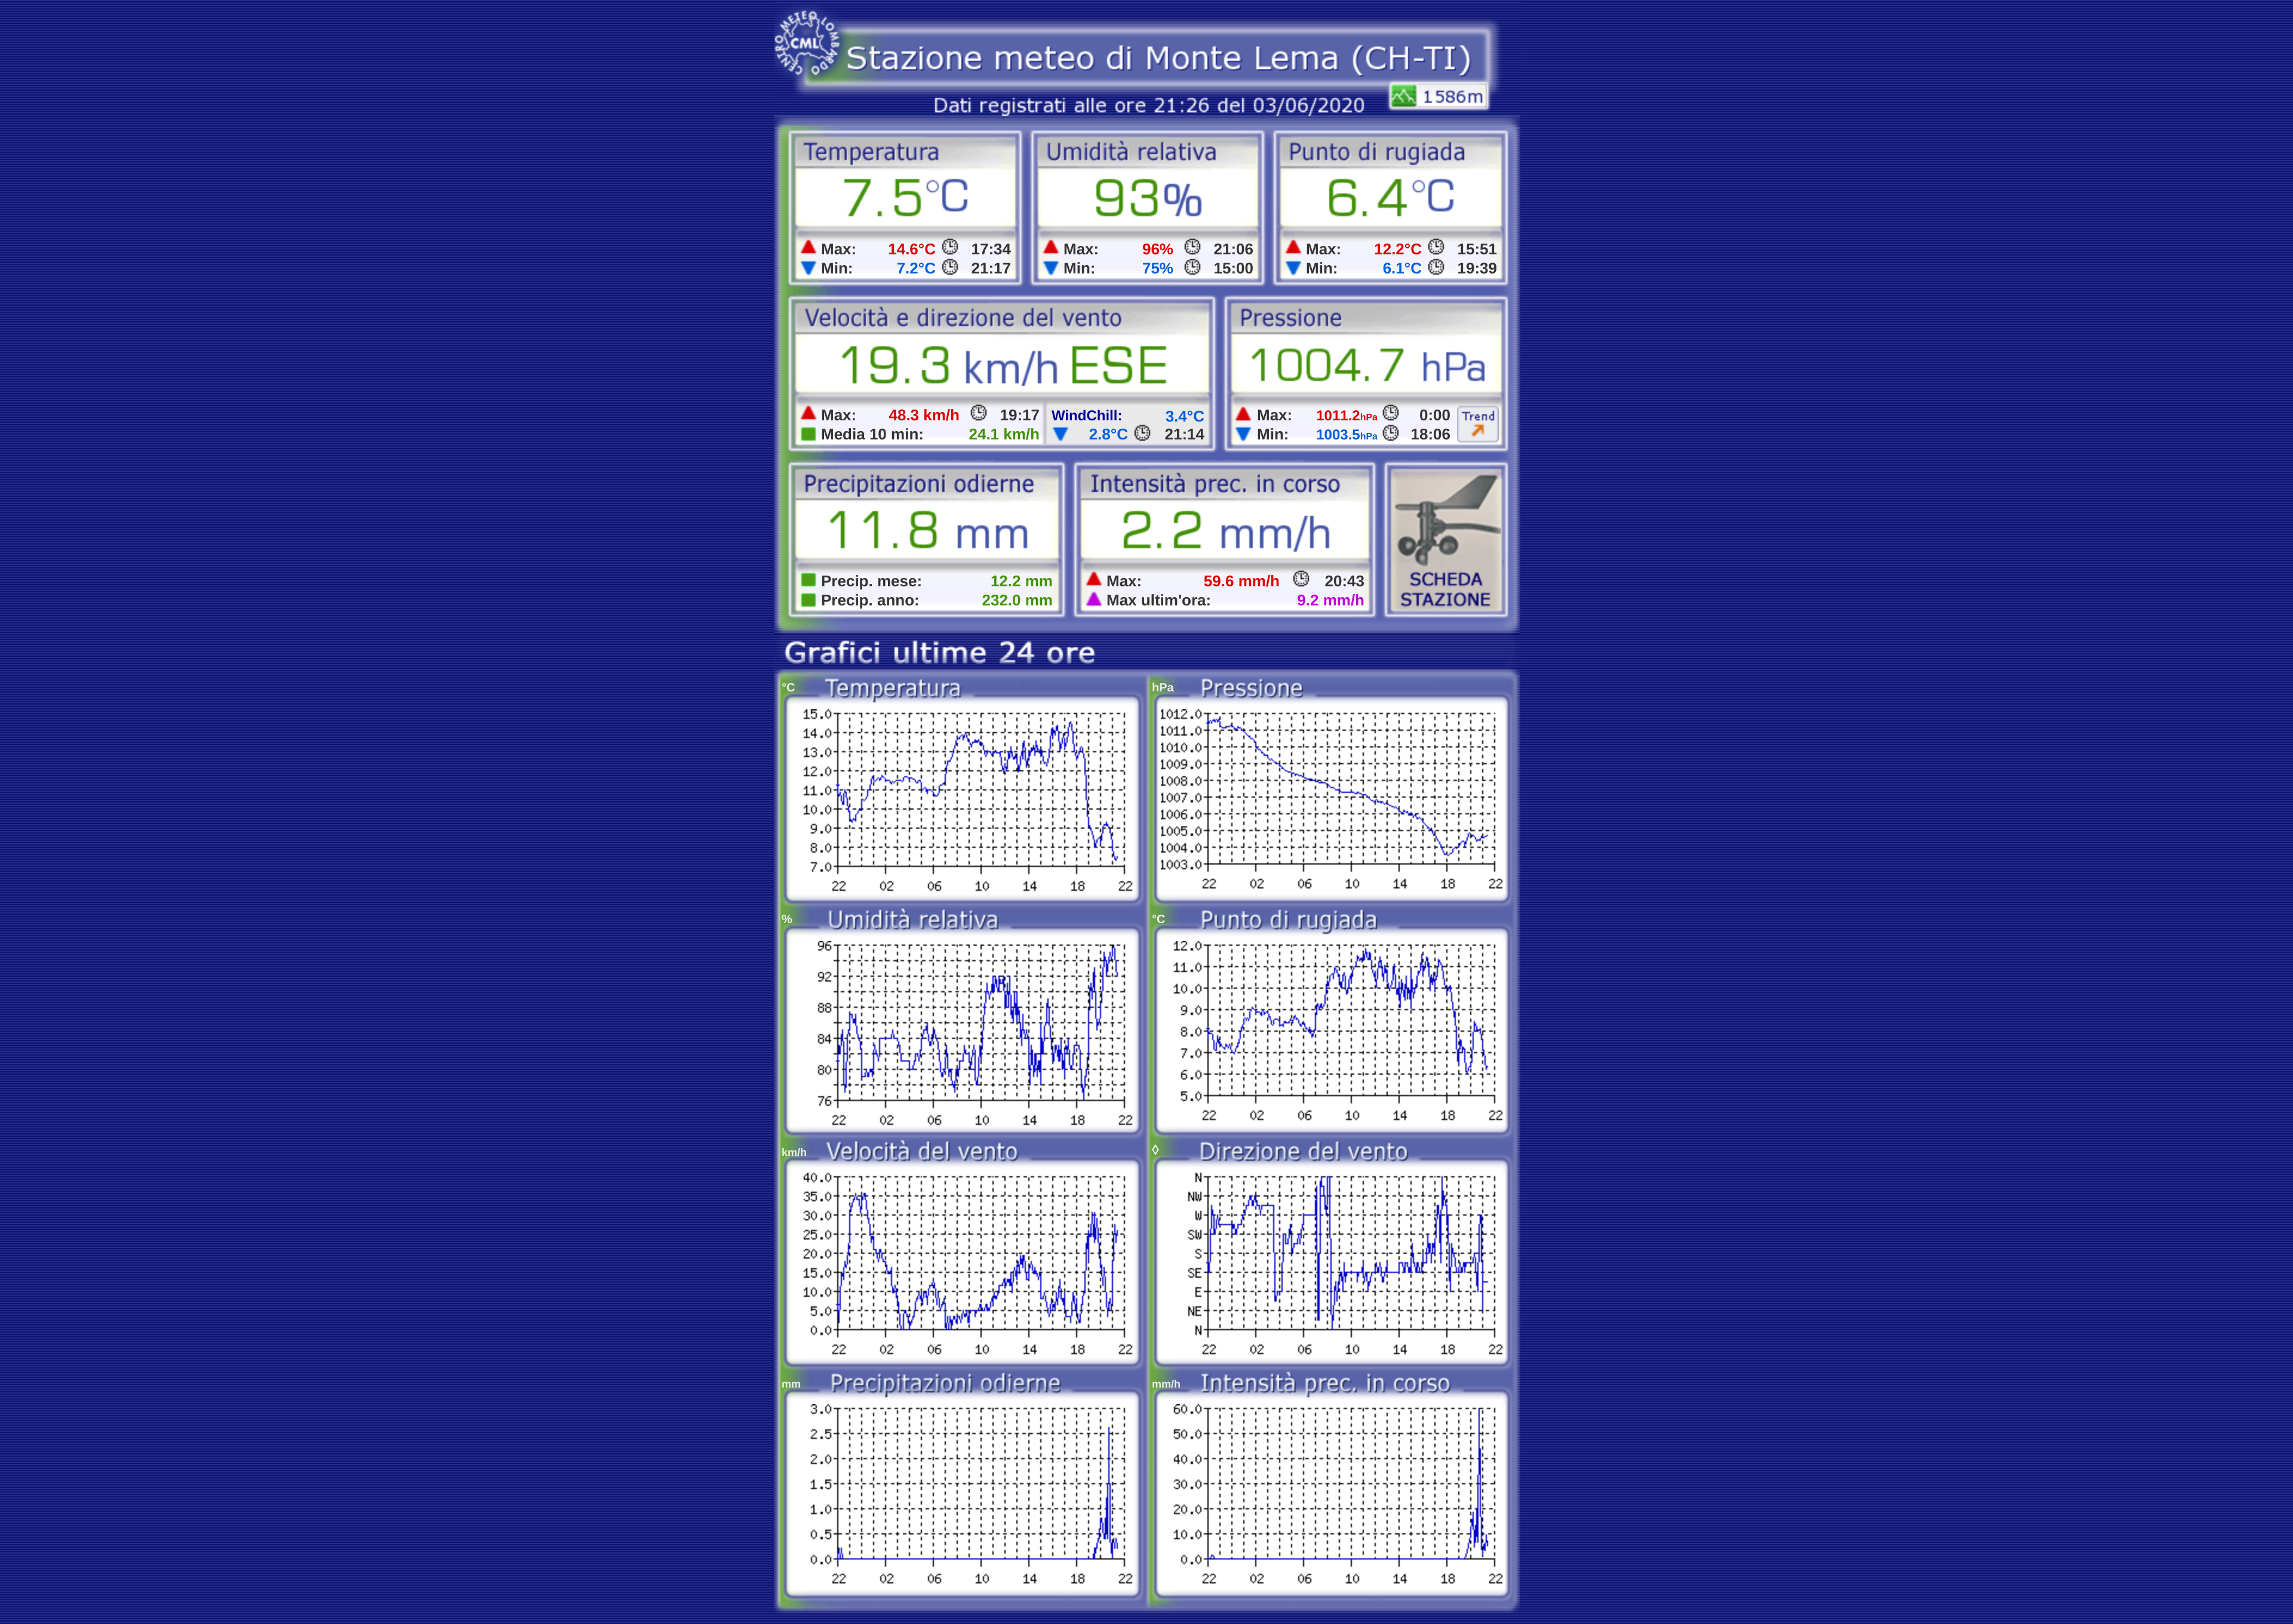 CENTRO METEO LOMBARDO
CML
Stazione meteo di Monte Lema (CH-TI)
Dati registrati alle ore 21:26 del 03/06/2020
1586m
Temperatura
7.5°C
Max: 14.6°C 17:34
Min: 7.2°C 21:17
Umidità relativa
93%
Max: 96% 21:06
Min: 75% 15:00
Punto di rugiada
6.4°C
Max: 12.2°C 15:51
Min: 6.1°C 19:39
Velocità e direzione del vento
19.3 km/h ESE
Max: 48.3 km/h 19:17
Media 10 min: 24.1 km/h
WindChill: 3.4°C
2.8°C 21:14
Pressione
1004.7 hPa
Max: 1011.2hPa 0:00
Min: 1003.5hPa 18:06
Trend
Precipitazioni odierne
11.8 mm
Precip. mese: 12.2 mm
Precip. anno: 232.0 mm
Intensità prec. in corso
2.2 mm/h
Max: 59.6 mm/h 20:43
Max ultim'ora: 9.2 mm/h
SCHEDA
STAZIONE
Grafici ultime 24 ore
°C Temperatura
15.0
14.0
13.0
12.0
11.0
10.0
9.0
8.0
7.0
22 02 06 10 14 18 22
hPa Pressione
1012.0
1011.0
1010.0
1009.0
1008.0
1007.0
1006.0
1005.0
1004.0
1003.0
22 02 06 10 14 18 22
% Umidità relativa
96
92
88
84
80
76
22 02 06 10 14 18 22
°C Punto di rugiada
12.0
11.0
10.0
9.0
8.0
7.0
6.0
5.0
22 02 06 10 14 18 22
km/h Velocità del vento
40.0
35.0
30.0
25.0
20.0
15.0
10.0
5.0
0.0
22 02 06 10 14 18 22
◊ Direzione del vento
N
NW
W
SW
S
SE
E
NE
N
22 02 06 10 14 18 22
mm Precipitazioni odierne
3.0
2.5
2.0
1.5
1.0
0.5
0.0
22 02 06 10 14 18 22
mm/h Intensità prec. in corso
60.0
50.0
40.0
30.0
20.0
10.0
0.0
22 02 06 10 14 18 22